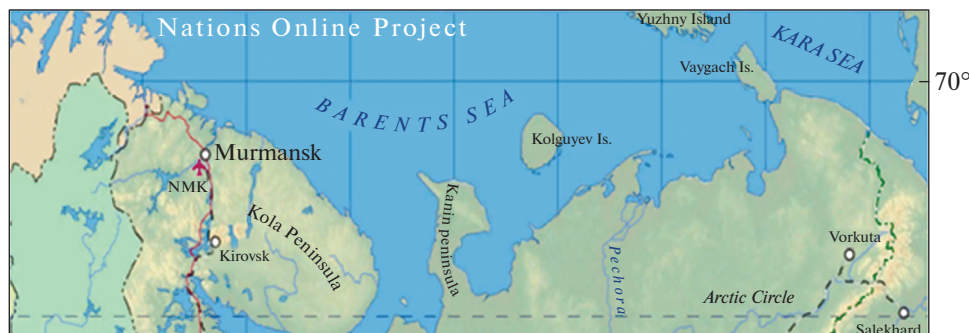 Nations Online Project
Yuzhny Island
KARA SEA
Vaygach Is.
70°
BARENTS SEA
Kolguyev Is.
Murmansk
NMK
Kola Peninsula
Kanin peninsula
Kirovsk
Pechoral
Vorkuta
Arctic Circle
Salekhard